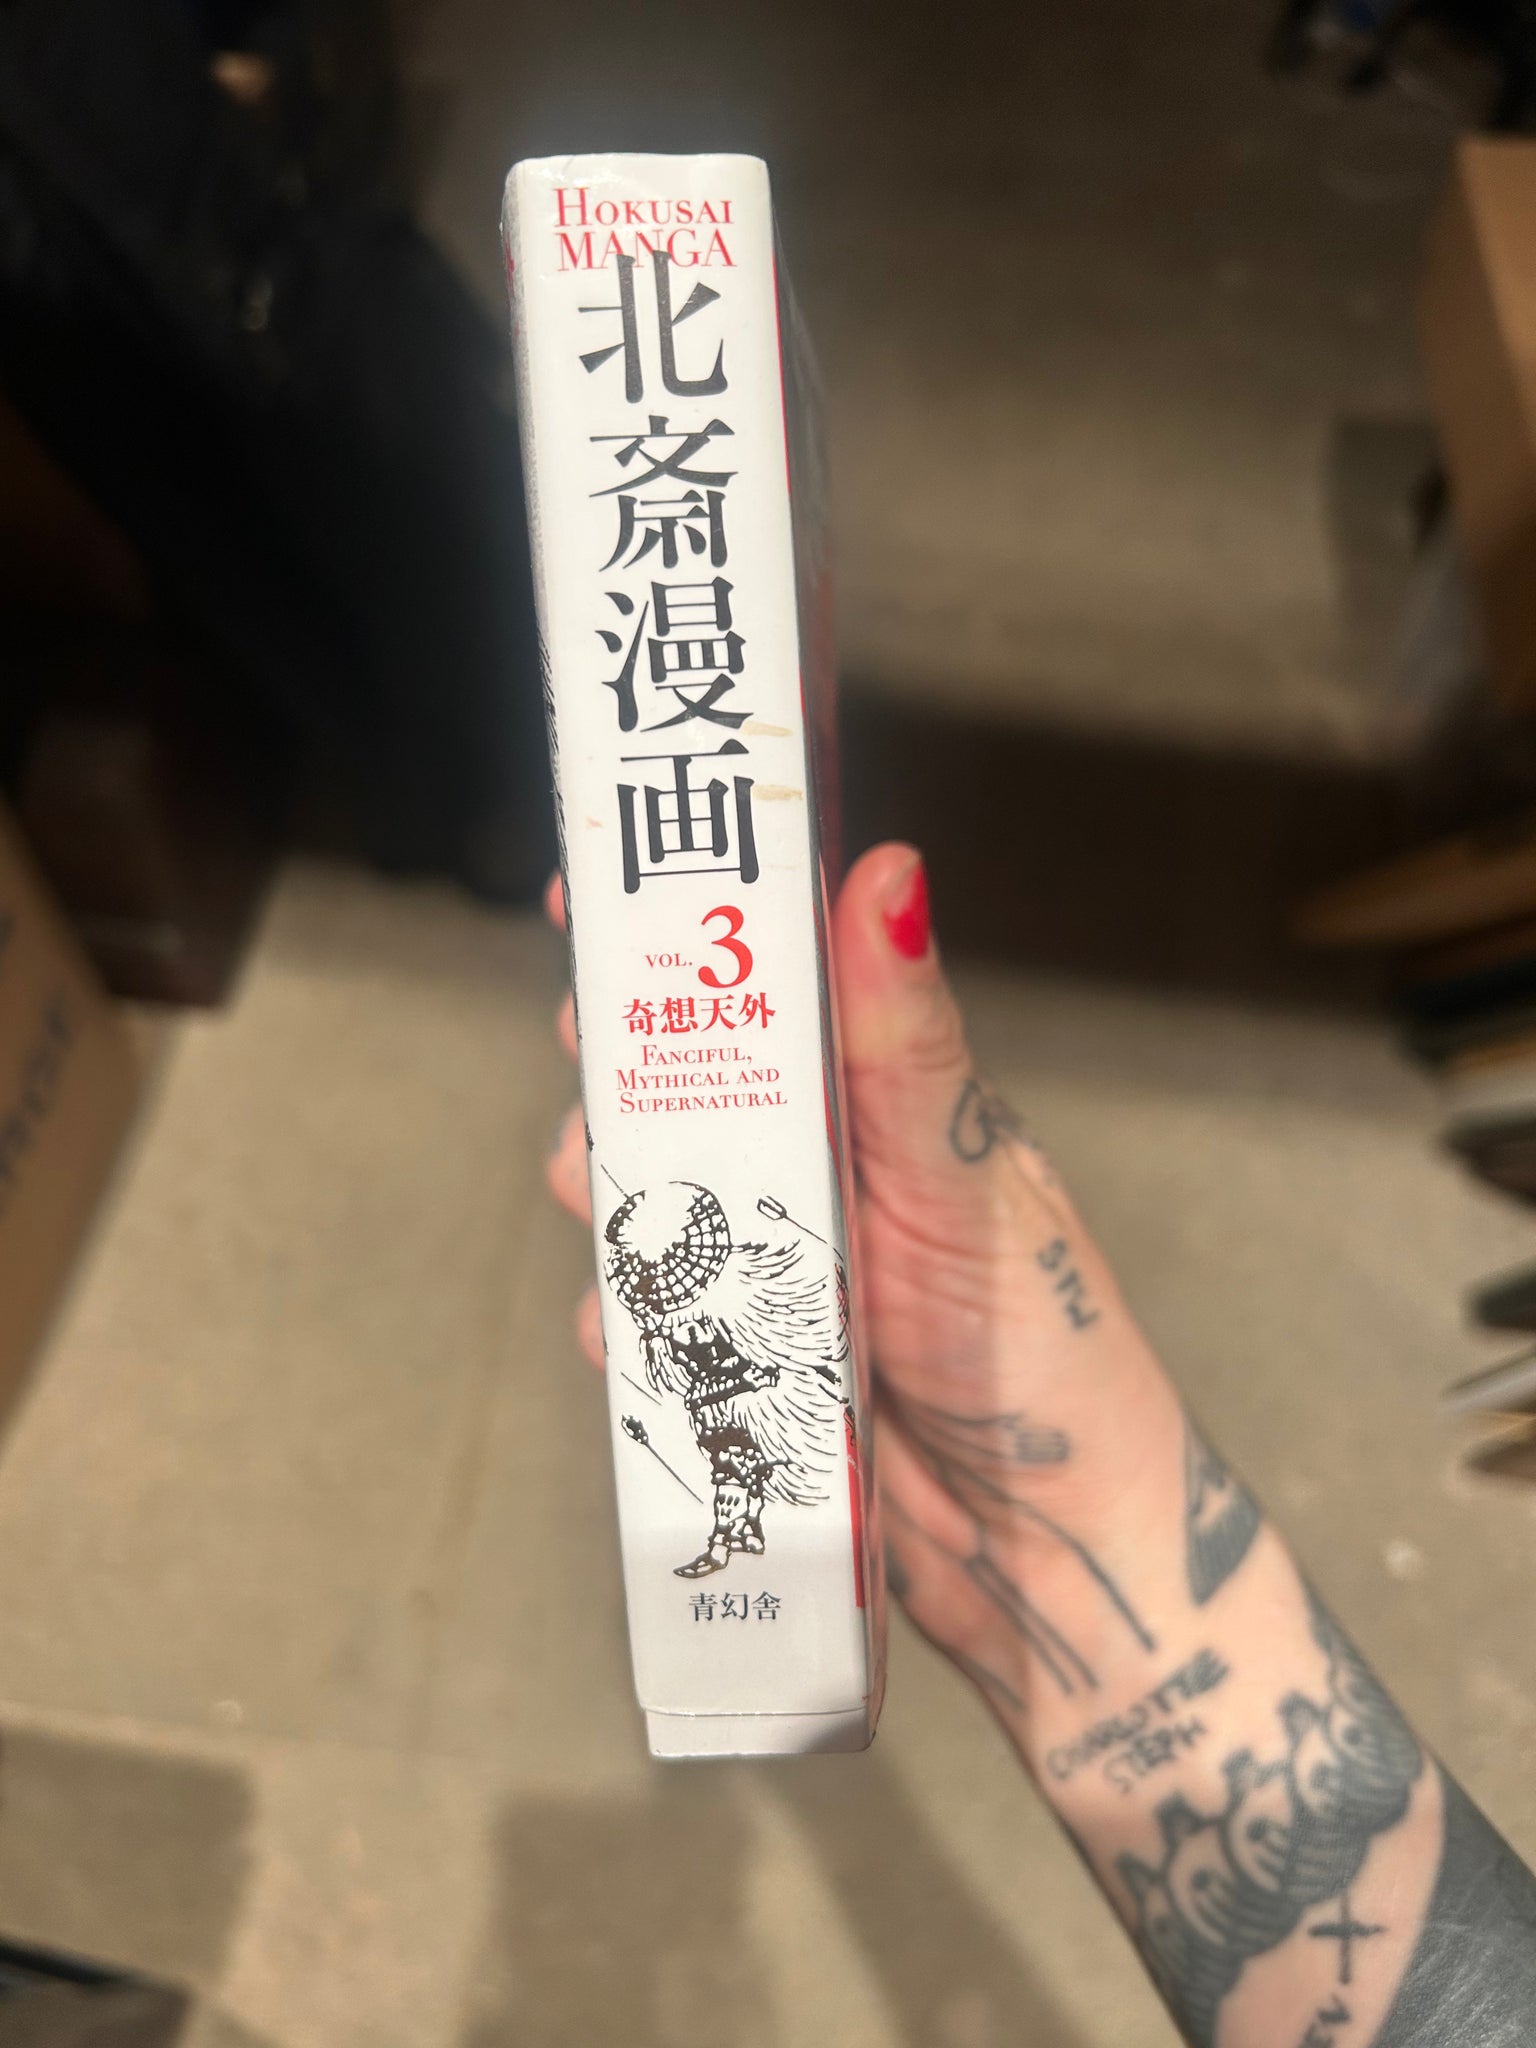 HOKUSAI
MANGA
北斎漫画
VOL. 3
奇想天外
FANCIFUL,
MYTHICAL AND
SUPERNATURAL
青幻舎